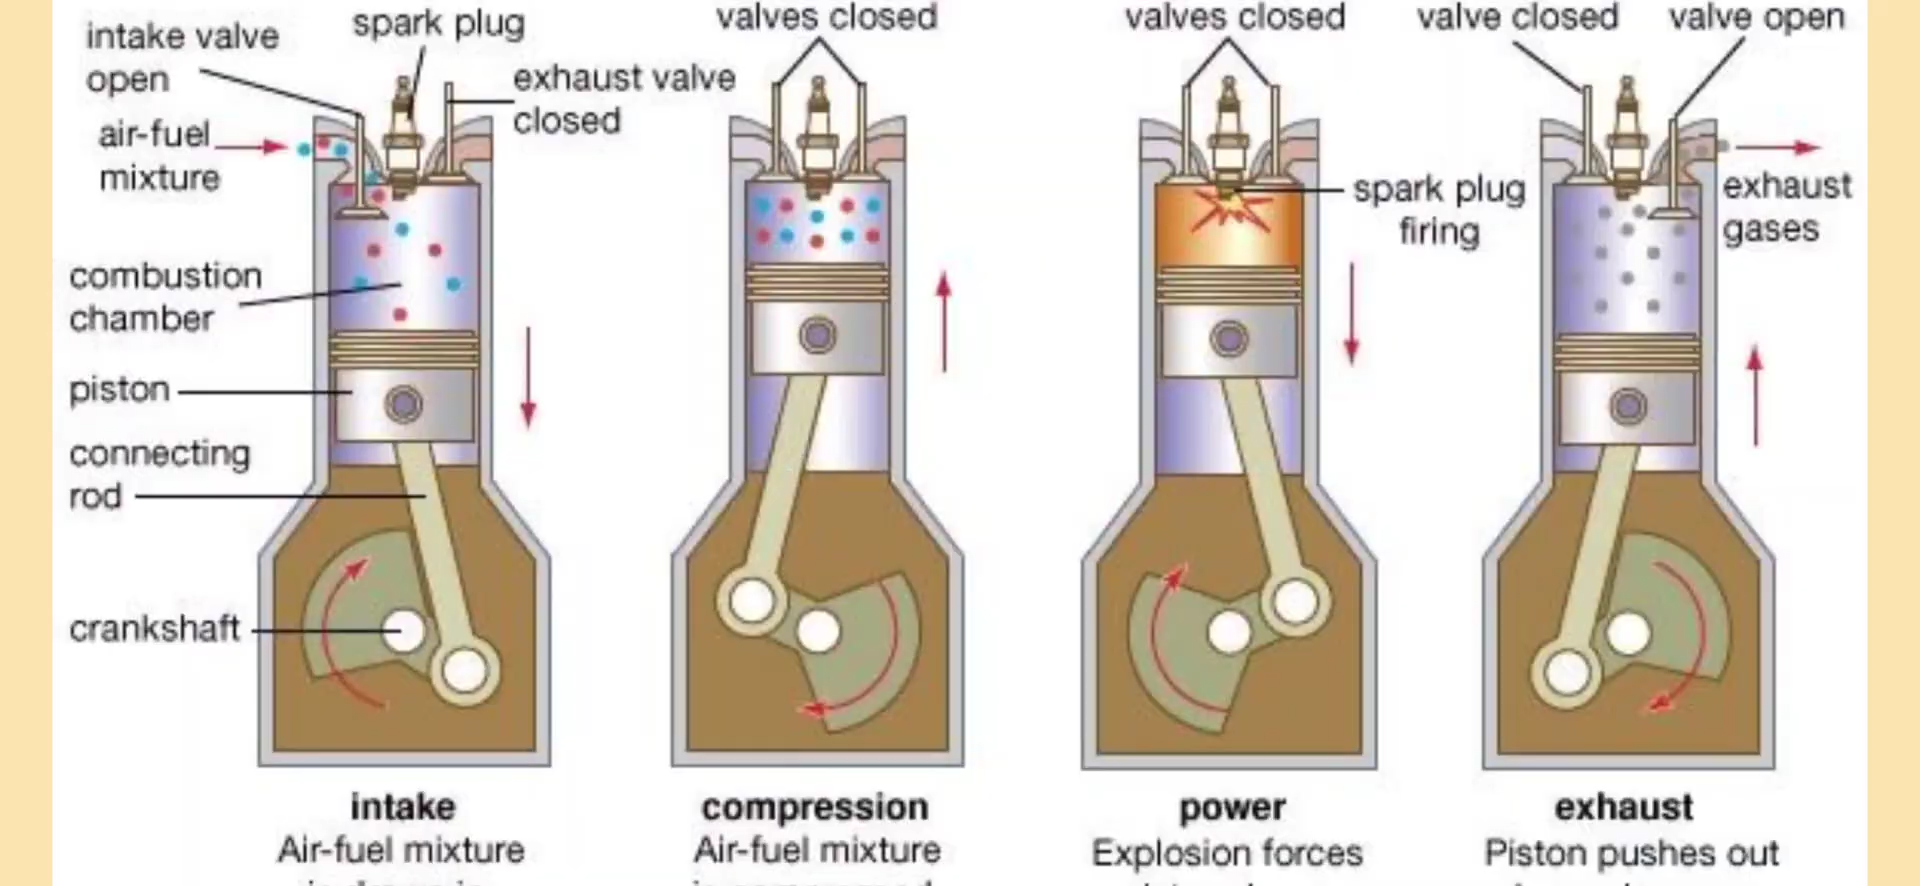 intake valve
open
spark plug
exhaust valve
closed
air-fuel
mixture
combustion
chamber
piston
connecting
rod
crankshaft
intake
Air-fuel mixture
valves closed
compression
Air-fuel mixture
valves closed
spark plug
firing
power
Explosion forces
valve closed
valve open
exhaust
gases
exhaust
Piston pushes out